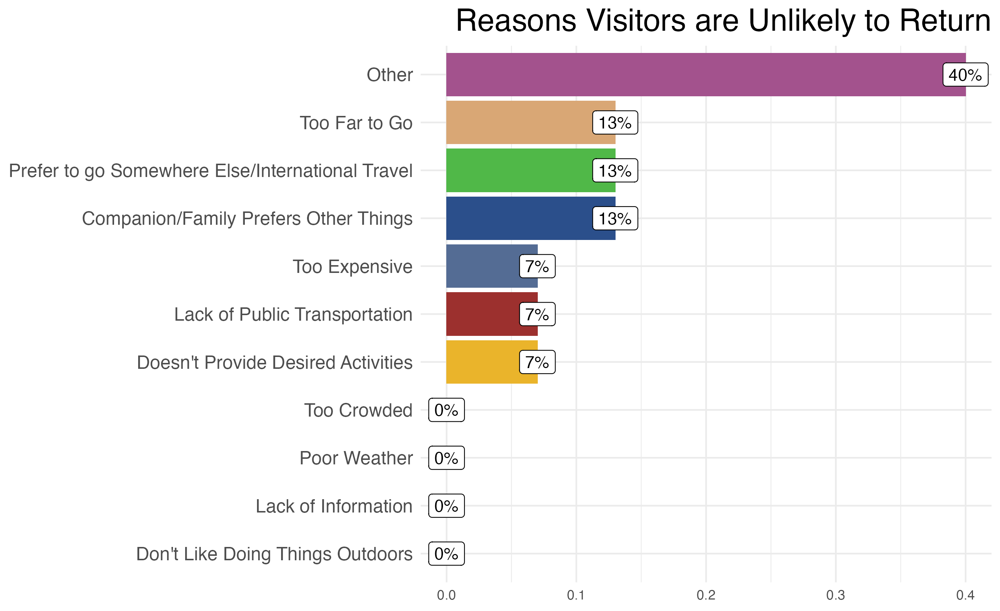 Reasons Visitors are Unlikely to Return
Other 40%
Too Far to Go 13%
Prefer to go Somewhere Else/International Travel 13%
Companion/Family Prefers Other Things 13%
Too Expensive 7%
Lack of Public Transportation 7%
Doesn't Provide Desired Activities 7%
Too Crowded 0%
Poor Weather 0%
Lack of Information 0%
Don't Like Doing Things Outdoors 0%
0.0 0.1 0.2 0.3 0.4